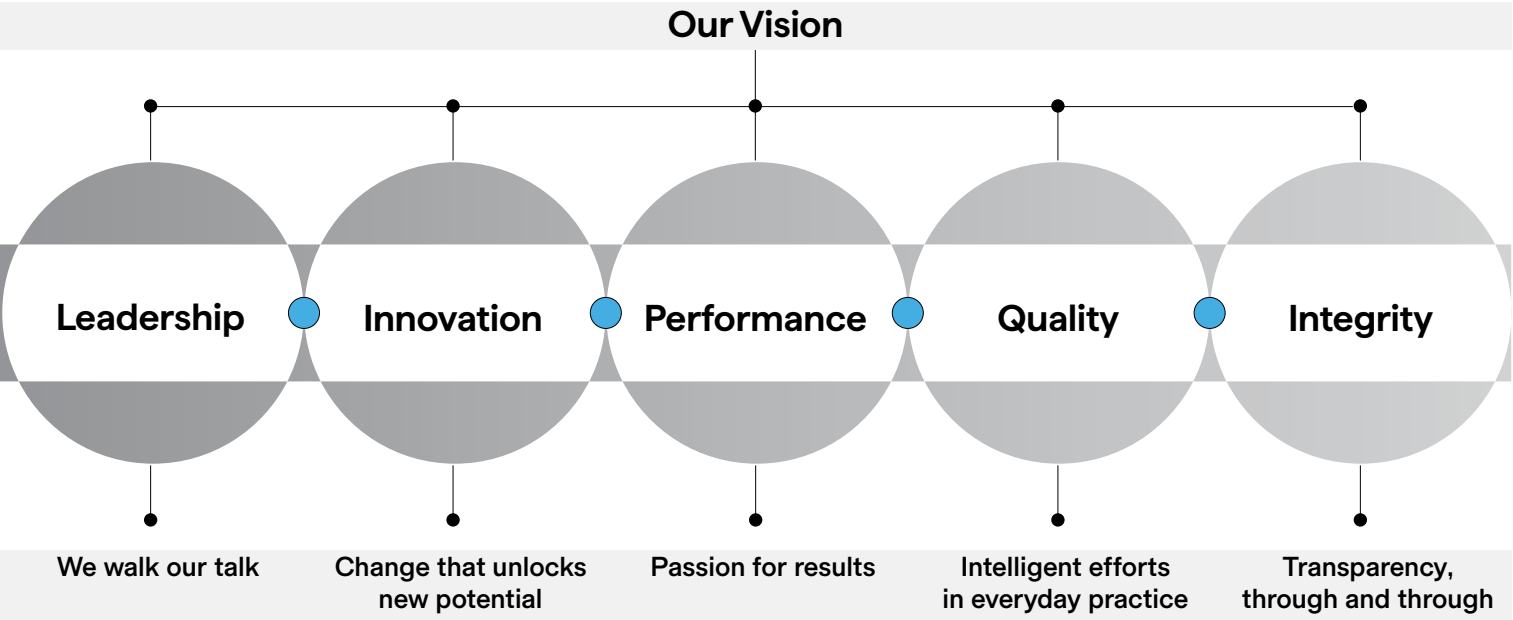 Our Vision
Leadership
Innovation
Performance
Quality
Integrity
We walk our talk
Change that unlocks
new potential
Passion for results
Intelligent efforts
in everyday practice
Transparency,
through and through